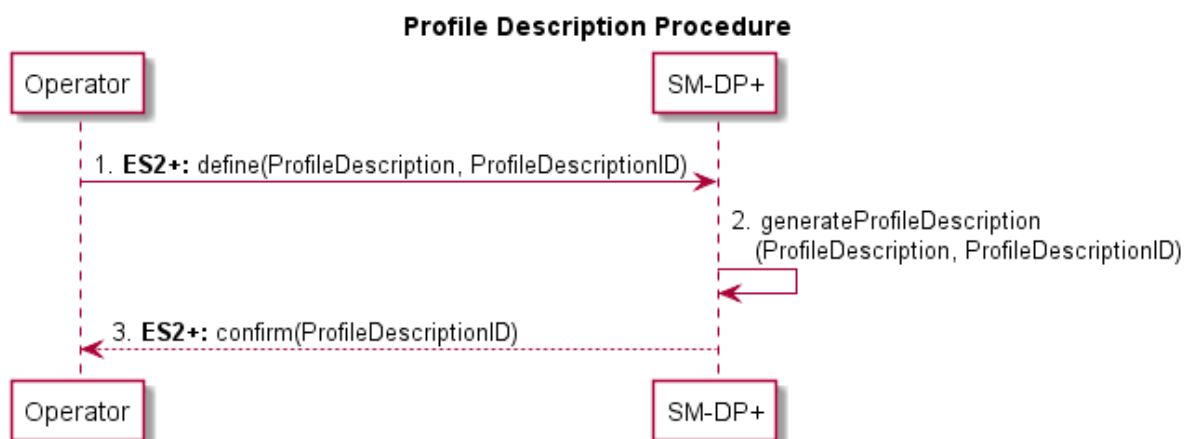 Profile Description Procedure
Operator
SM-DP+
1. ES2+: define(ProfileDescription, ProfileDescriptionID)
2. generateProfileDescription
(ProfileDescription, ProfileDescriptionID)
3. ES2+: confirm(ProfileDescriptionID)
Operator
SM-DP+